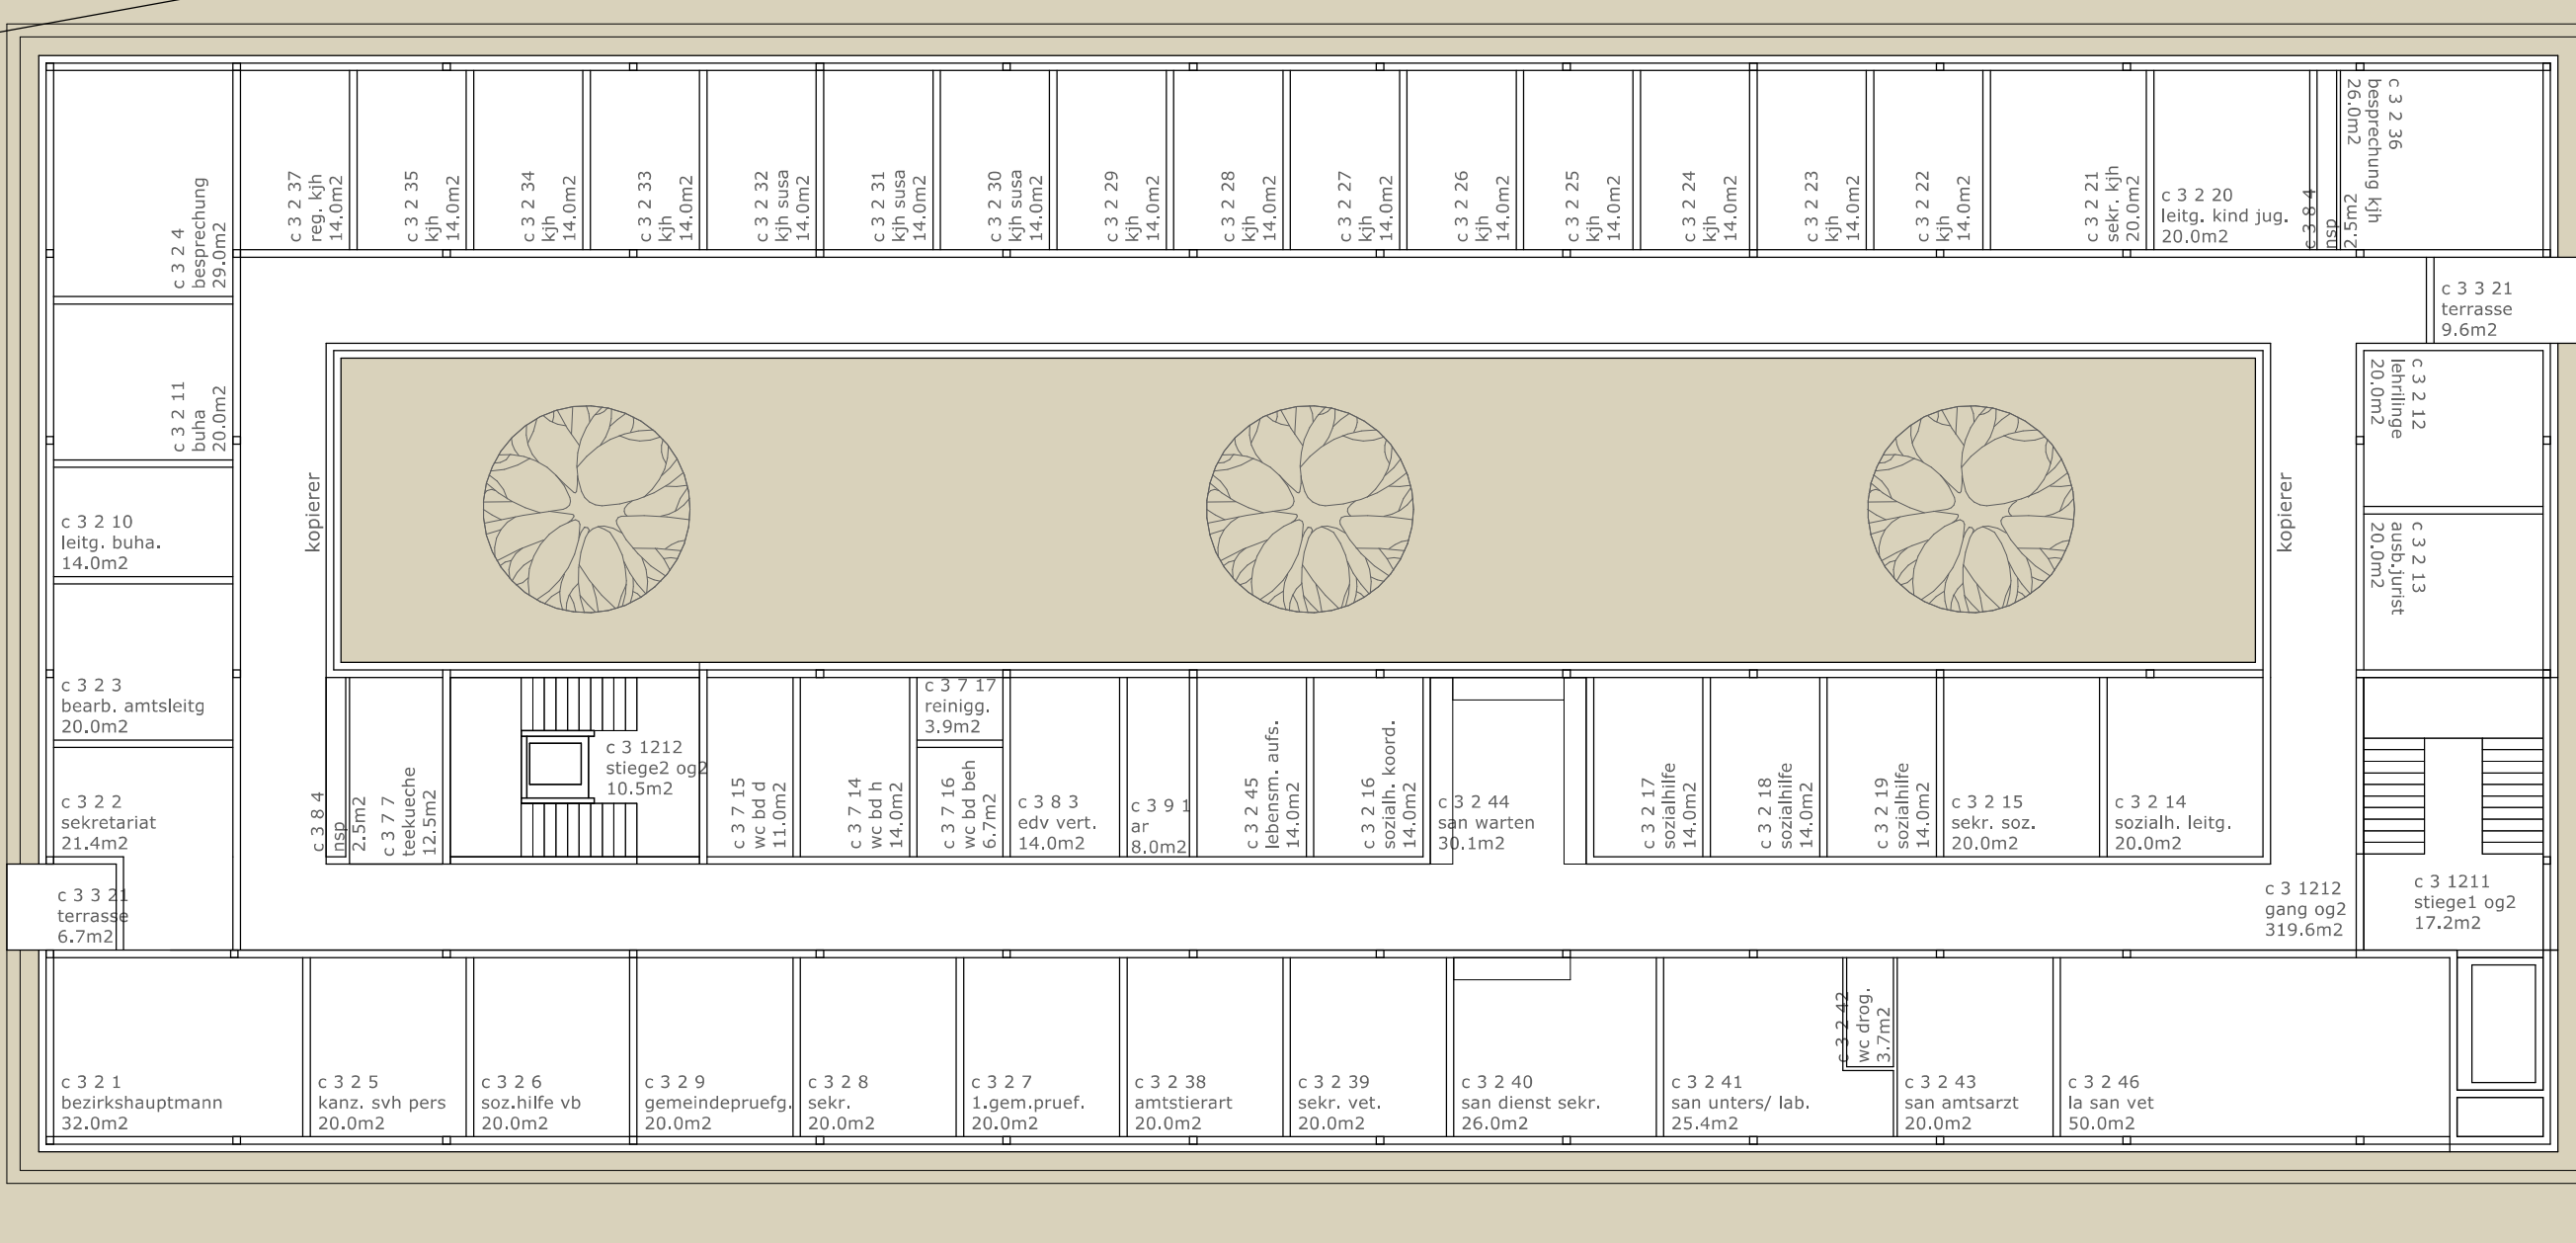 c 3 2 4
besprechung
29.0m2
c 3 2 37
reg. kjh
14.0m2
c 3 2 35
kjh
14.0m2
c 3 2 34
kjh
14.0m2
c 3 2 33
kjh
14.0m2
c 3 2 32
kjh susa
14.0m2
c 3 2 31
kjh susa
14.0m2
c 3 2 30
kjh susa
14.0m2
c 3 2 29
kjh
14.0m2
c 3 2 28
kjh
14.0m2
c 3 2 27
kjh
14.0m2
c 3 2 26
kjh
14.0m2
c 3 2 25
kjh
14.0m2
c 3 2 24
kjh
14.0m2
c 3 2 23
kjh
14.0m2
c 3 2 22
kjh
14.0m2
c 3 2 21
sekr. kjh
20.0m2
c 3 2 20
leitg. kind jug.
20.0m2
c 3 8 4
nsp
2.5m2
c 3 2 36
besprechung kjh
26.0m2
c 3 3 21
terrasse
9.6m2
c 3 2 11
buha
20.0m2
kopierer
kopierer
c 3 2 12
lehrilinge
20.0m2
c 3 2 10
leitg. buha.
14.0m2
c 3 2 13
ausb.jurist
20.0m2
c 3 2 3
bearb. amtsleitg
20.0m2
c 3 2 2
sekretariat
21.4m2
c 3 8 4
nsp
2.5m2
c 3 7 7
teekueche
12.5m2
c 3 1212
stiege2 og2
10.5m2
c 3 7 15
wc bd d
11.0m2
c 3 7 14
wc bd h
14.0m2
c 3 7 17
reinigg.
3.9m2
c 3 7 16
wc bd beh
6.7m2
c 3 8 3
edv vert.
14.0m2
c 3 9 1
ar
8.0m2
c 3 2 45
lebensm. aufs.
14.0m2
c 3 2 16
sozialh. koord.
14.0m2
c 3 2 44
san warten
30.1m2
c 3 2 17
sozialhilfe
14.0m2
c 3 2 18
sozialhilfe
14.0m2
c 3 2 19
sozialhilfe
14.0m2
c 3 2 15
sekr. soz.
20.0m2
c 3 2 14
sozialh. leitg.
20.0m2
c 3 3 21
terrasse
6.7m2
c 3 1212
gang og2
319.6m2
c 3 1211
stiege1 og2
17.2m2
c 3 2 1
bezirkshauptmann
32.0m2
c 3 2 5
kanz. svh pers
20.0m2
c 3 2 6
soz.hilfe vb
20.0m2
c 3 2 9
gemeindepruefg.
20.0m2
c 3 2 8
sekr.
20.0m2
c 3 2 7
1.gem.pruef.
20.0m2
c 3 2 38
amtstierart
20.0m2
c 3 2 39
sekr. vet.
20.0m2
c 3 2 40
san dienst sekr.
26.0m2
c 3 2 41
san unters/ lab.
25.4m2
c 3 2 42
wc drog.
3.7m2
c 3 2 43
san amtsarzt
20.0m2
c 3 2 46
la san vet
50.0m2